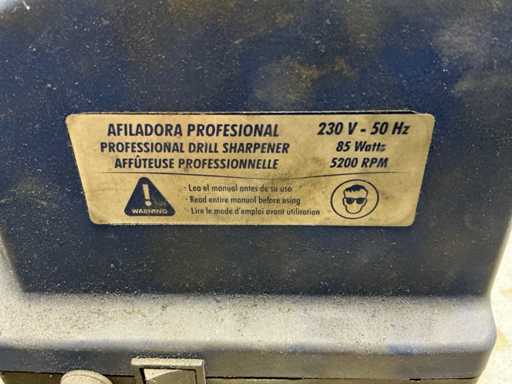 AFILADORA PROFESIONAL
PROFESSIONAL DRILL SHARPENER
AFFÛTEUSE PROFESSIONNELLE
230 V - 50 Hz
85 Watts
5200 RPM
WARNING
· Lea el manual antes de su uso
· Read entire manual before using
· Lire le mode d'emploi avant utilitation